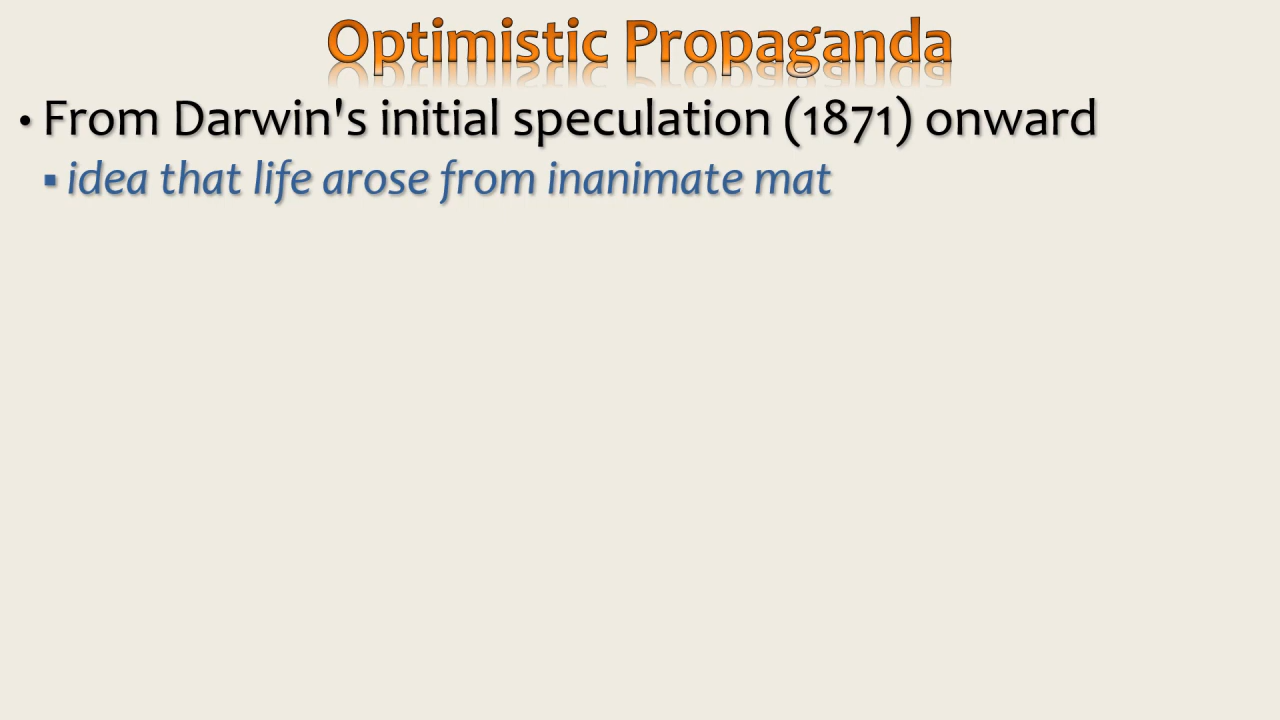 Optimistic Propaganda
• From Darwin's initial speculation (1871) onward
▪ idea that life arose from inanimate mat